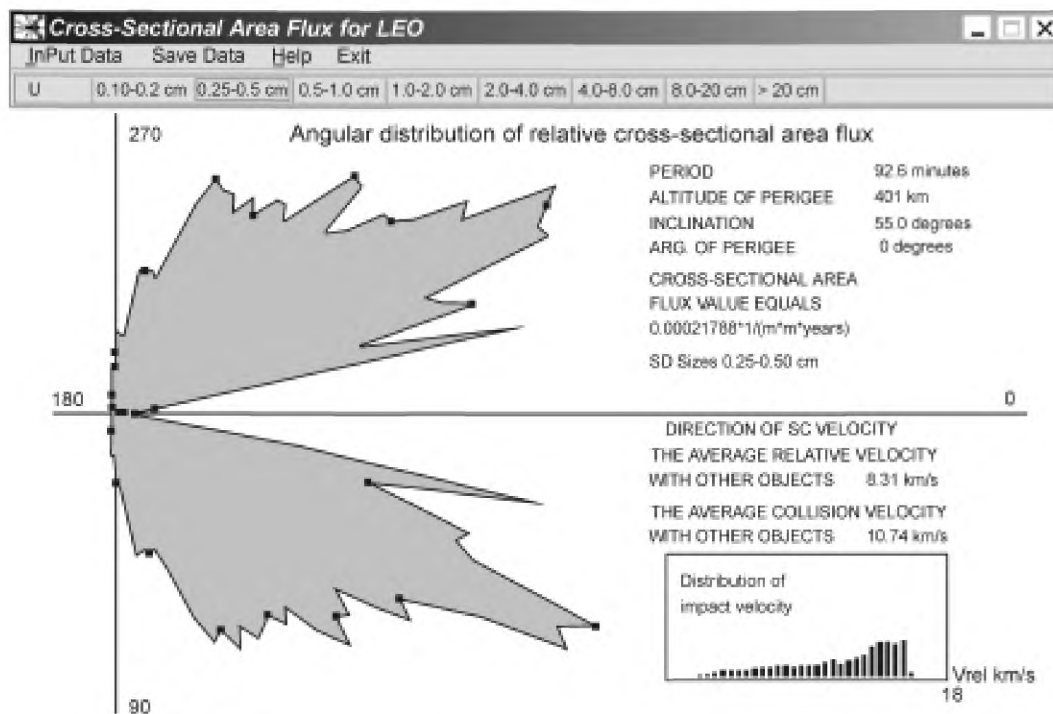 Cross-Sectional Area Flux for LEO
InPut Data Save Data Help Exit
U 0.10-0.2 cm 0.25-0.5 cm 0.5-1.0 cm 1.0-2.0 cm 2.0-4.0 cm 4.0-8.0 cm 8.0-20 cm > 20 cm
270
Angular distribution of relative cross-sectional area flux
PERIOD 92.6 minutes
ALTITUDE OF PERIGEE 401 km
INCLINATION 55.0 degrees
ARG. OF PERIGEE 0 degrees
CROSS-SECTIONAL AREA
FLUX VALUE EQUALS
0.00021788*1/(m*m*years)
SD Sizes 0.25-0.50 cm
180 0
DIRECTION OF SC VELOCITY
THE AVERAGE RELATIVE VELOCITY
WITH OTHER OBJECTS 8.31 km/s
THE AVERAGE COLLISION VELOCITY
WITH OTHER OBJECTS 10.74 km/s
Distribution of
impact velocity
Vrel km/s
18
90